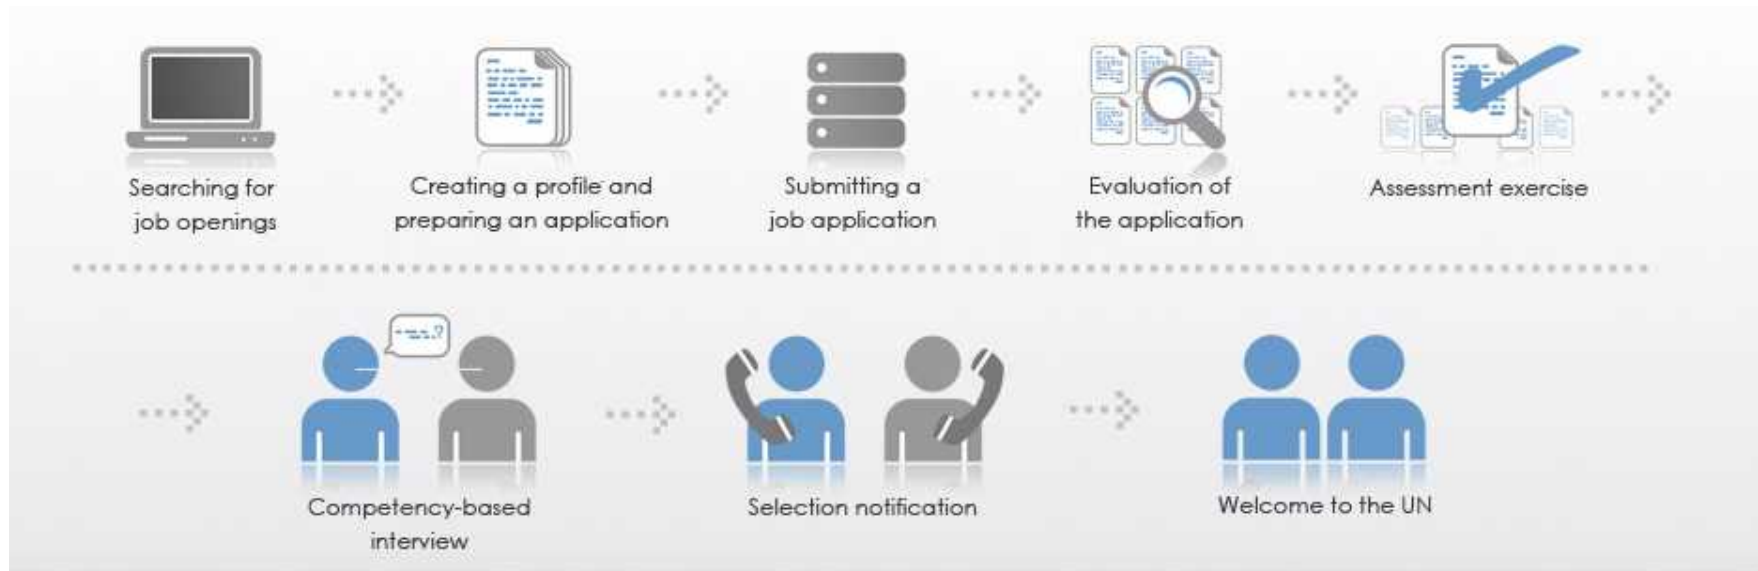 Searching for
job openings
Creating a profile and
preparing an application
Submitting a
job application
Evaluation of
the application
Assessment exercise
?
Competency-based
interview
Selection notification
Welcome to the UN